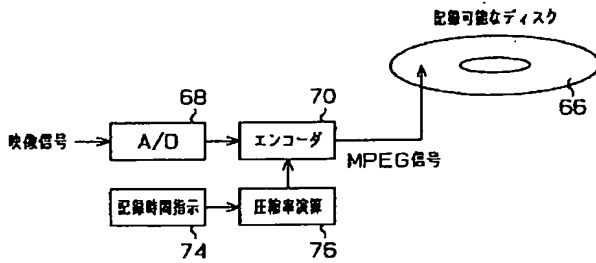 記録可能なディスク
66
68
70
映像信号
A/D
エンコーダ
MPEG信号
記録時間指示
圧縮率演算
74
76